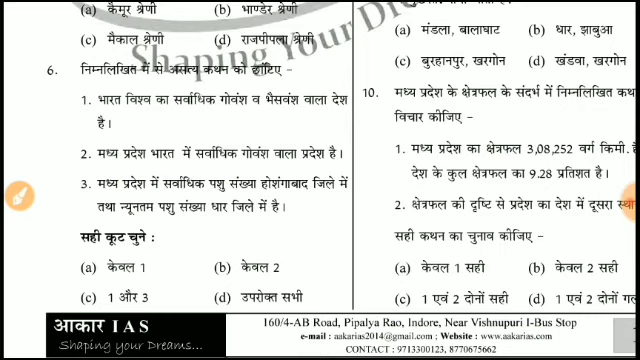 (a) कैमूर श्रेणी (b) भाण्डेर श्रेणी
(c) मैकाल श्रेणी (d) राजपीपला श्रेणी
Shaping Your Dre
6. निम्नलिखित में से असत्य कथन को छांटिए –
1. भारत विश्व का सर्वाधिक गोवंश व भैसवंश वाला देश
है।
2. मध्य प्रदेश भारत में सर्वाधिक गोवंश वाला प्रदेश है।
3. मध्य प्रदेश में सर्वाधिक पशु संख्या होशंगाबाद जिले में
तथा न्यूनतम पशु संख्या धार जिले में है।
सही कूट चुने :
(a) केवल 1 (b) केवल 2
(c) 1 और 3 (d) उपरोक्त सभी
(a) मंडला, बालाघाट (b) धार, झाबुआ
(c) बुरहानपुर, खरगोन (d) खंडवा, खरगोन
10. मध्य प्रदेश के क्षेत्रफल के संदर्भ में निम्नलिखित कथ
विचार कीजिए –
1. मध्य प्रदेश का क्षेत्रफल 3,08,252 वर्ग किमी. है
देश के कुल क्षेत्रफल का 9.28 प्रतिशत है।
2. क्षेत्रफल की दृष्टि से प्रदेश का देश में दूसरा स्था
सही कथन का चुनाव कीजिए –
(a) केवल 1 सही (b) केवल 2 सही
(c) 1 एवं 2 दोनों सही (d) 1 एवं 2 दोनों गल
आकार IAS
Shaping your Dreams...
160/4-AB Road, Pipalya Rao, Indore, Near Vishnupuri I-Bus Stop
e-mail : aakarias2014@gmail.com ; Website : www.aakarias.com
CONTACT : 9713300123, 8770675662